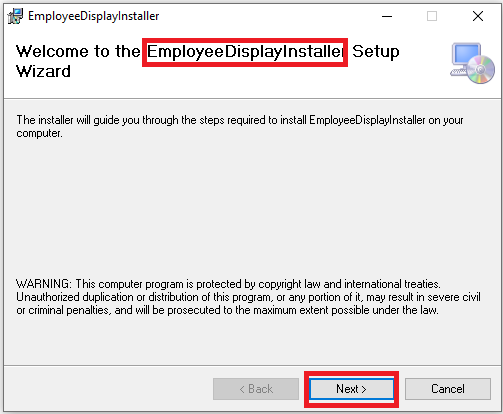 EmployeeDisplayInstaller
Welcome to the EmployeeDisplayInstaller Setup
Wizard
The installer will guide you through the steps required to install EmployeeDisplayInstaller on your
computer.
WARNING: This computer program is protected by copyright law and international treaties.
Unauthorized duplication or distribution of this program, or any portion of it, may result in severe civil
or criminal penalties, and will be prosecuted to the maximum extent possible under the law.
< Back Next > Cancel